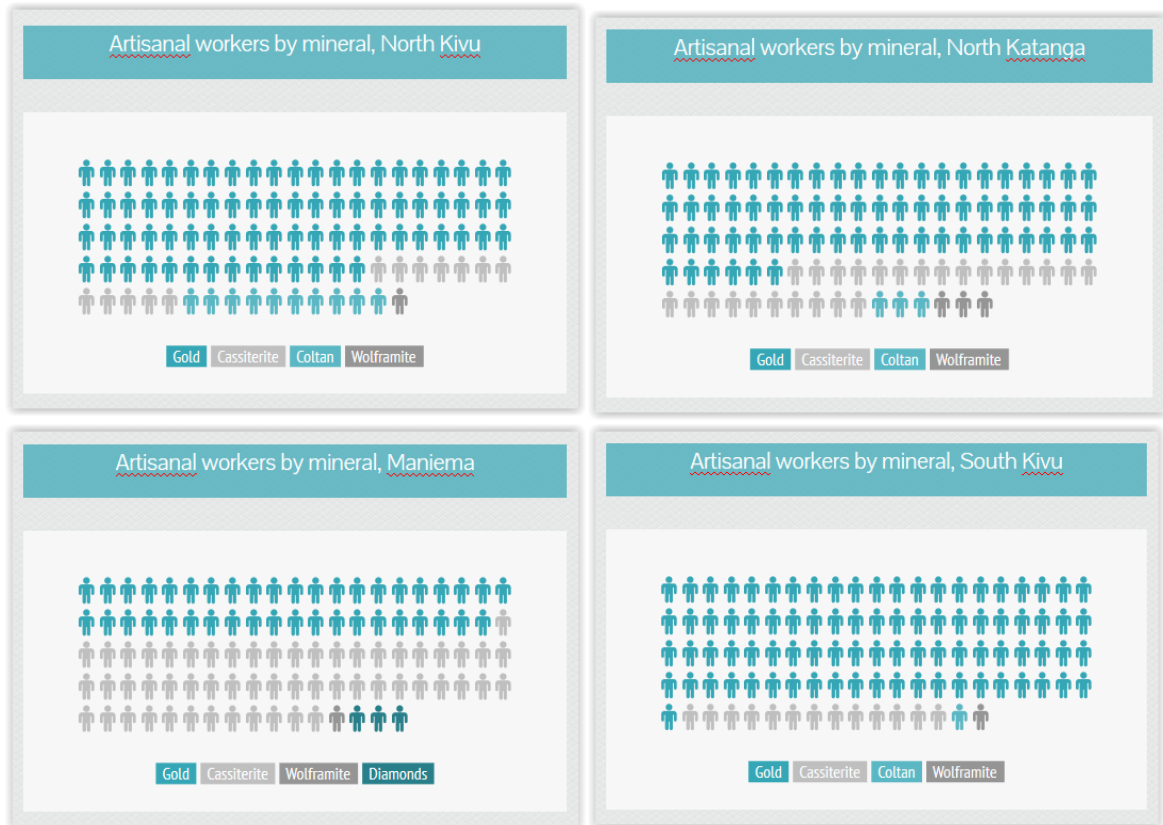 Artisanal workers by mineral, North Kivu
Gold Cassiterite Coltan Wolframite
Artisanal workers by mineral, North Katanga
Gold Cassiterite Coltan Wolframite
Artisanal workers by mineral, Maniema
Gold Cassiterite Wolframite Diamonds
Artisanal workers by mineral, South Kivu
Gold Cassiterite Coltan Wolframite